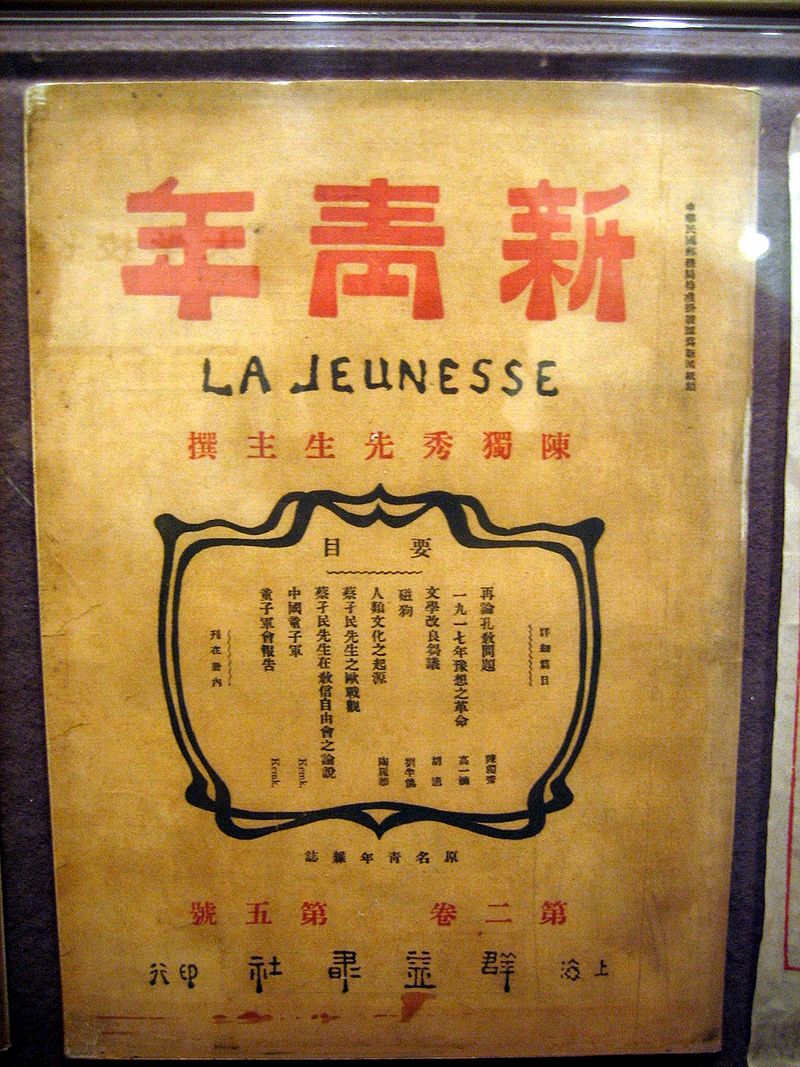 中華民國郵務局特准掛號認爲新聞紙類
新青年
LA JEUNESSE
陳獨秀先生主撰
要目
詳細篇目
再論孔教問題 陳獨秀
一九一七年豫想之革命 高一涵
文學改良芻議 胡適
磁狗 劉半儂
人類文化之起源 陶履恭
蔡孑民先生之歐戰觀
蔡孑民先生在教信自由會之論說
中國童子軍 Kemk.
童子軍會報告 Kemk.
刊在册內
原名青年雜誌
第二卷 第五號
上海 群益書社 印行